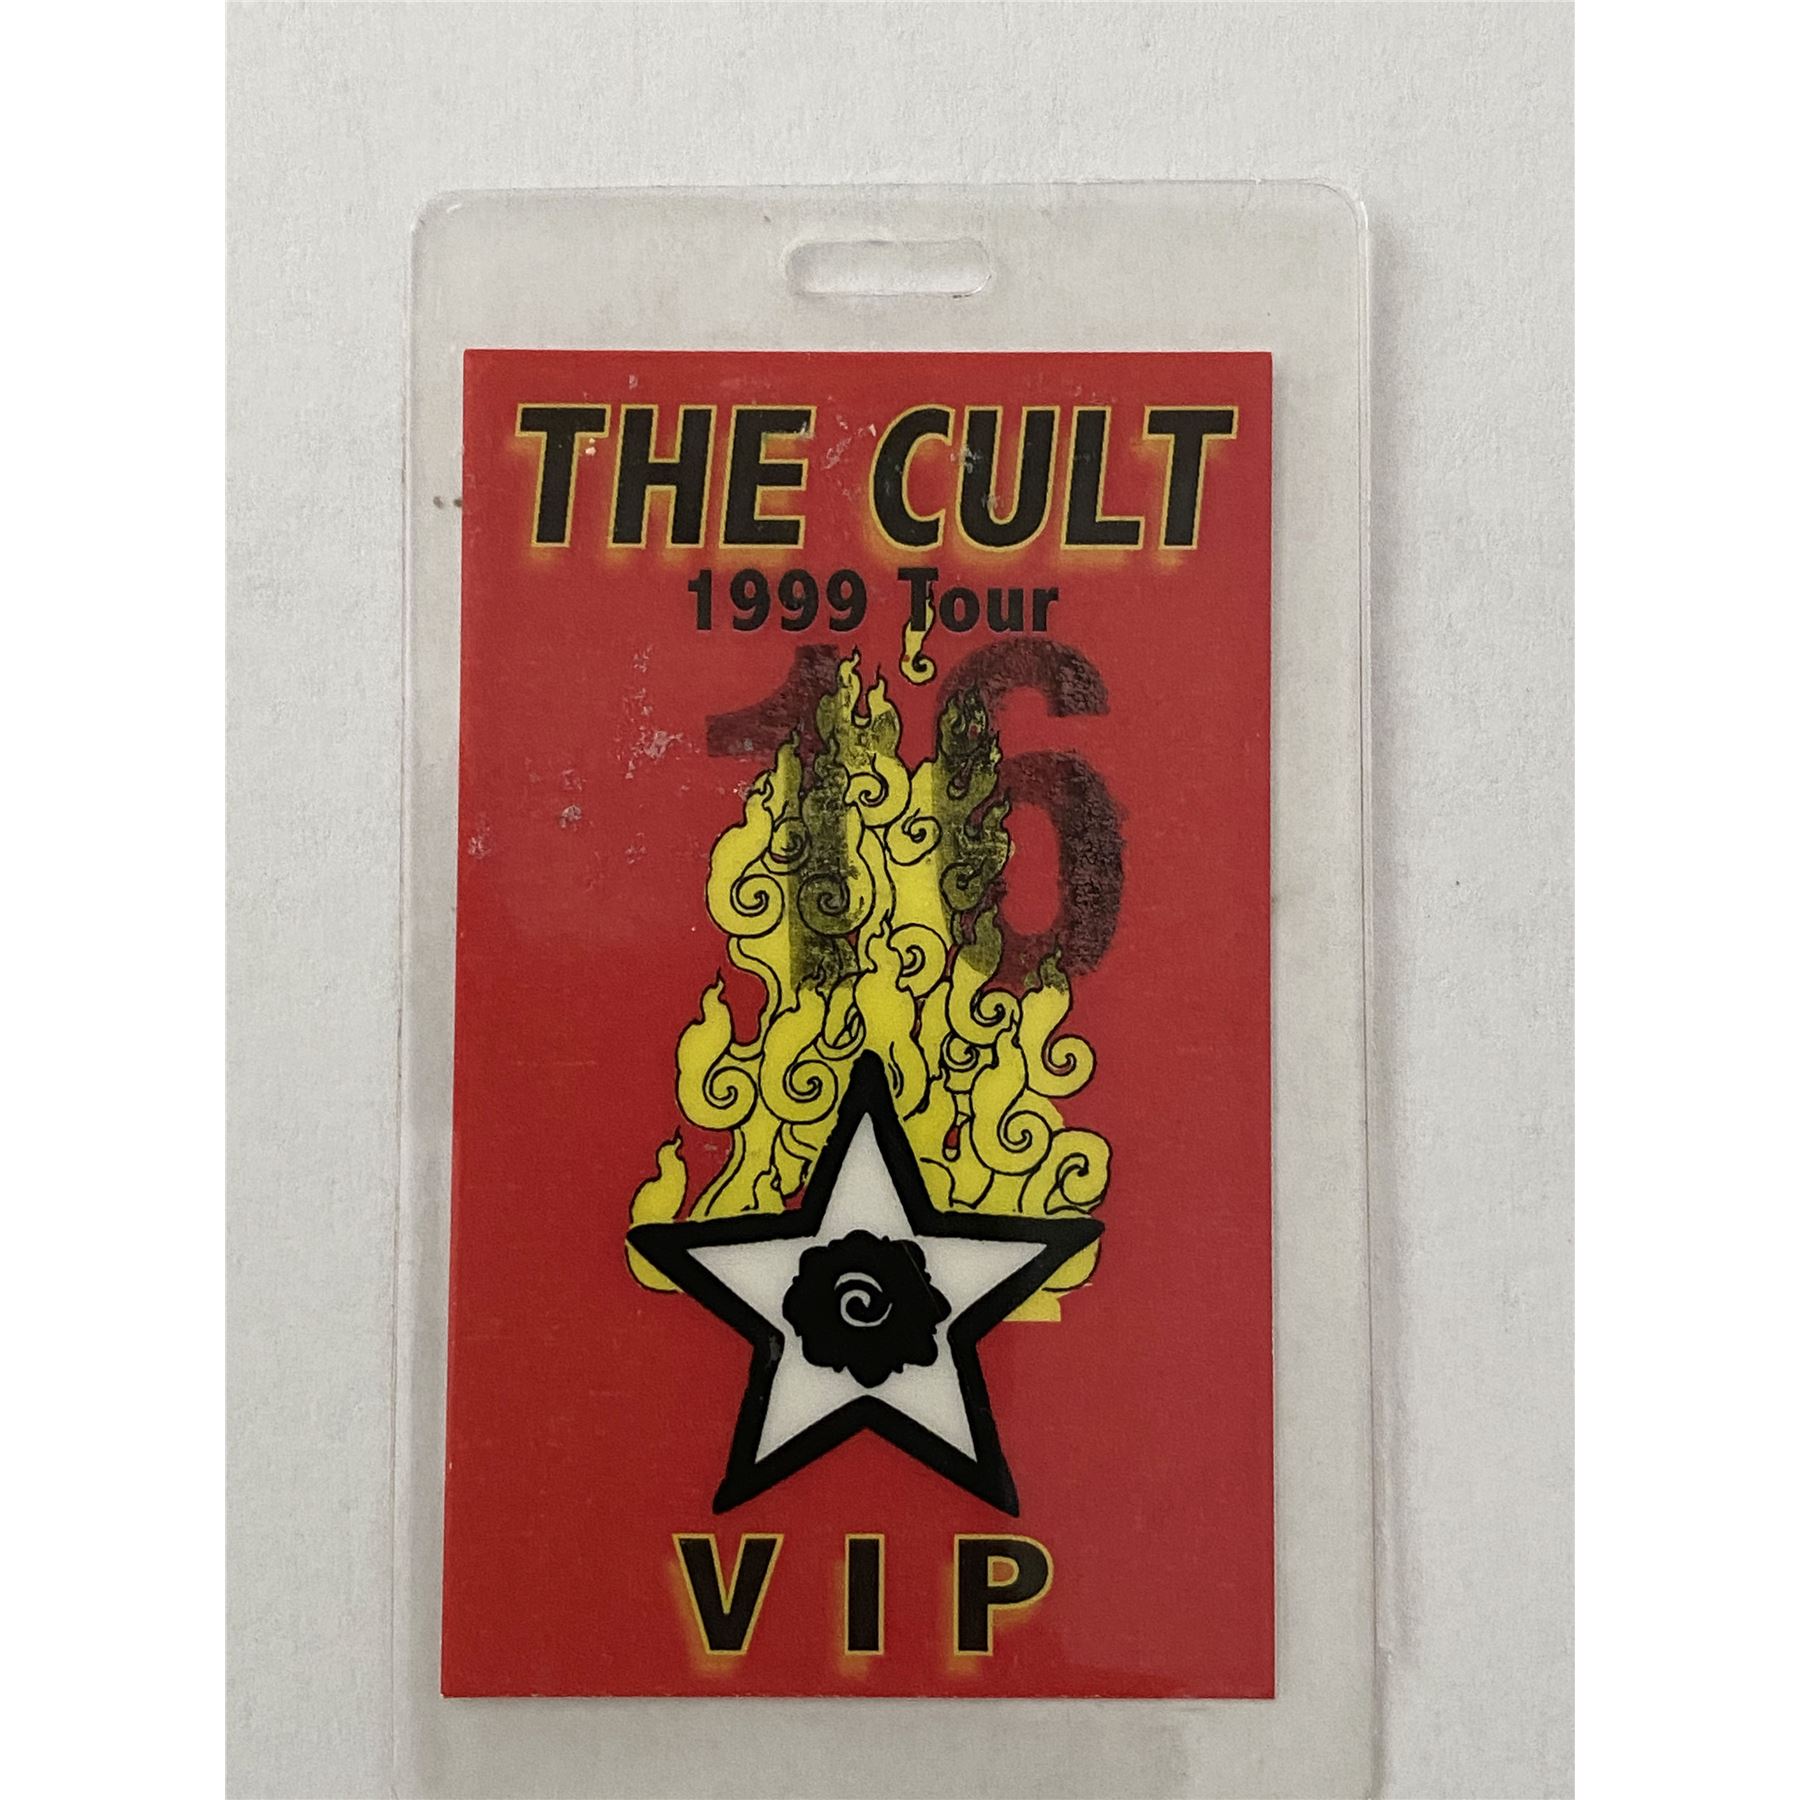 THE CULT
1999 Tour
16
VIP